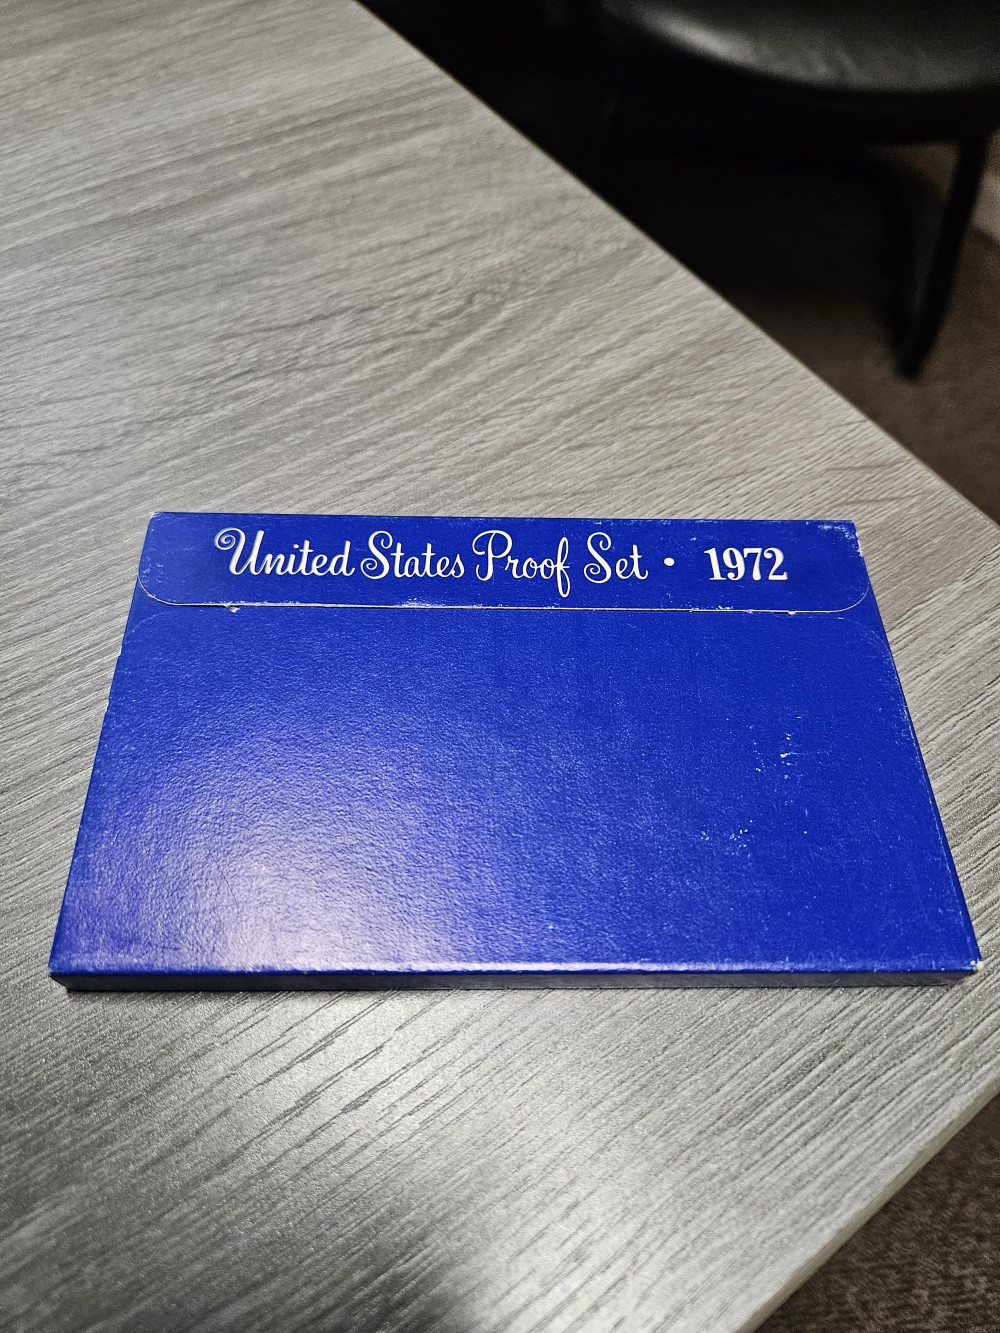 United States Proof Set • 1972